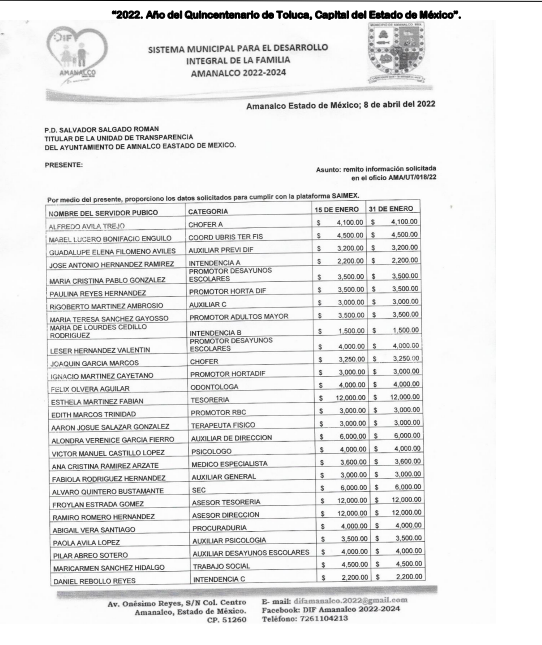 "2022. Año del Quincentenario de Toluca, Capital del Estado de México".
DIF
AMANALCO
SISTEMA MUNICIPAL PARA EL DESARROLLO
INTEGRAL DE LA FAMILIA
AMANALCO 2022-2024
Amanalco Estado de México; 8 de abril del 2022
P.D. SALVADOR SALGADO ROMAN
TITULAR DE LA UNIDAD DE TRANSPARENCIA
DEL AYUNTAMIENTO DE AMNALCO EASTADO DE MEXICO.
PRESENTE:
Asunto: remito información solicitada
en el oficio AMA/UT/018/22
Por medio del presente, proporciono los datos solicitados para cumplir con la plataforma SAIMEX.
NOMBRE DEL SERVIDOR PUBICO CATEGORIA 15 DE ENERO 31 DE ENERO
ALFREDO AVILA TREJO CHOFER A $ 4,100.00 $ 4,100.00
MABEL LUCERO BONIFACIO ENGUILO COORD UBRIS TER FIS $ 4,500.00 $ 4,500.00
GUADALUPE ELENA FILOMENO AVILES AUXILIAR PREVI DIF $ 3,200.00 $ 3,200.00
JOSE ANTONIO HERNANDEZ RAMIREZ INTENDENCIA A $ 2,200.00 $ 2,200.00
MARIA CRISTINA PABLO GONZALEZ PROMOTOR DESAYUNOS ESCOLARES $ 3,500.00 $ 3,500.00
PAULINA REYES HERNANDEZ PROMOTOR HORTA DIF $ 3,500.00 $ 3,500.00
RIGOBERTO MARTINEZ AMBROSIO AUXILIAR C $ 3,000.00 $ 3,000.00
MARIA TERESA SANCHEZ GAYOSSO PROMOTOR ADULTOS MAYOR $ 3,500.00 $ 3,500.00
MARIA DE LOURDES CEDILLO
RODRIGUEZ INTENDENCIA B $ 1,500.00 $ 1,500.00
LESER HERNANDEZ VALENTIN PROMOTOR DESAYUNOS ESCOLARES $ 4,000.00 $ 4,000.00
JOAQUIN GARCIA MARCOS CHOFER $ 3,250.00 $ 3,250.00
IGNACIO MARTINEZ CAYETANO PROMOTOR HORTADIF $ 3,000.00 $ 3,000.00
FELIX OLVERA AGUILAR ODONTOLOGA $ 4,000.00 $ 4,000.00
ESTHELA MARTINEZ FABIAN TESORERIA $ 12,000.00 $ 12,000.00
EDITH MARCOS TRINIDAD PROMOTOR RBC $ 3,000.00 $ 3,000.00
AARON JOSUE SALAZAR GONZALEZ TERAPEUTA FISICO $ 3,000.00 $ 3,000.00
ALONDRA VERENICE GARCIA FIERRO AUXILIAR DE DIRECCION $ 6,000.00 $ 6,000.00
VICTOR MANUEL CASTILLO LOPEZ PSICOLOGO $ 4,000.00 $ 4,000.00
ANA CRISTINA RAMIREZ ARZATE MEDICO ESPECIALISTA $ 3,600.00 $ 3,600.00
FABIOLA RODRIGUEZ HERNANDEZ AUXILIAR GENERAL $ 3,000.00 $ 3,000.00
ALVARO QUINTERO BUSTAMANTE SEC $ 6,000.00 $ 6,000.00
FROYLAN ESTRADA GOMEZ ASESOR TESORERIA $ 12,000.00 $ 12,000.00
RAMIRO ROMERO HERNANDEZ ASESOR DIRECCION $ 12,000.00 $ 12,000.00
ABIGAIL VERA SANTIAGO PROCURADURIA $ 4,000.00 $ 4,000.00
PAOLA AVILA LOPEZ AUXILIAR PSICOLOGIA $ 3,500.00 $ 3,500.00
PILAR ABREO SOTERO AUXILIAR DESAYUNOS ESCOLARES $ 4,000.00 $ 4,000.00
MARICARMEN SANCHEZ HIDALGO TRABAJO SOCIAL $ 4,500.00 $ 4,500.00
DANIEL REBOLLO REYES INTENDENCIA C $ 2,200.00 $ 2,200.00
Av. Onésimo Reyes, S/N Col. Centro
Amanalco, Estado de México.
CP. 51260
E- mail: difamanalco.2022@gmail.com
Facebook: DIF Amanalco 2022-2024
Teléfono: 7261104213